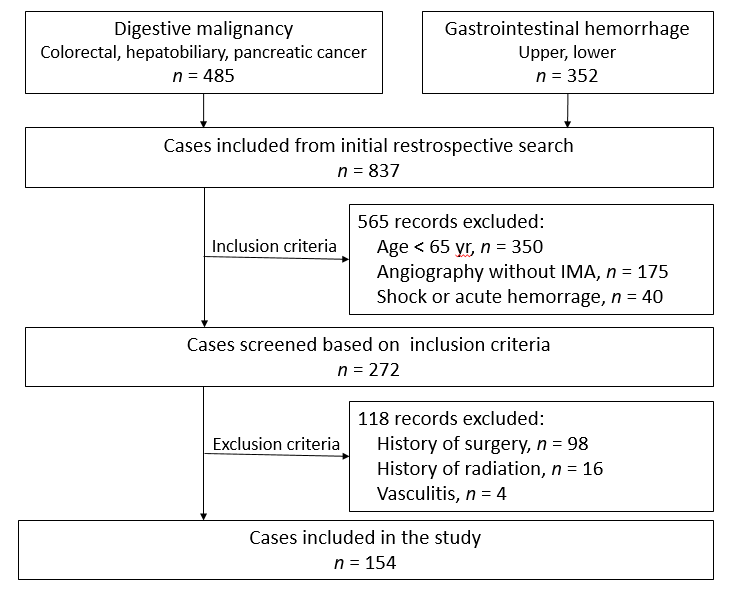 Digestive malignancy
Colorectal, hepatobiliary, pancreatic cancer
n = 485
Gastrointestinal hemorrhage
Upper, lower
n = 352
Cases included from initial restrospective search
n = 837
Inclusion criteria
565 records excluded:
Age < 65 yr, n = 350
Angiography without IMA, n = 175
Shock or acute hemorrage, n = 40
Cases screened based on inclusion criteria
n = 272
Exclusion criteria
118 records excluded:
History of surgery, n = 98
History of radiation, n = 16
Vasculitis, n = 4
Cases included in the study
n = 154